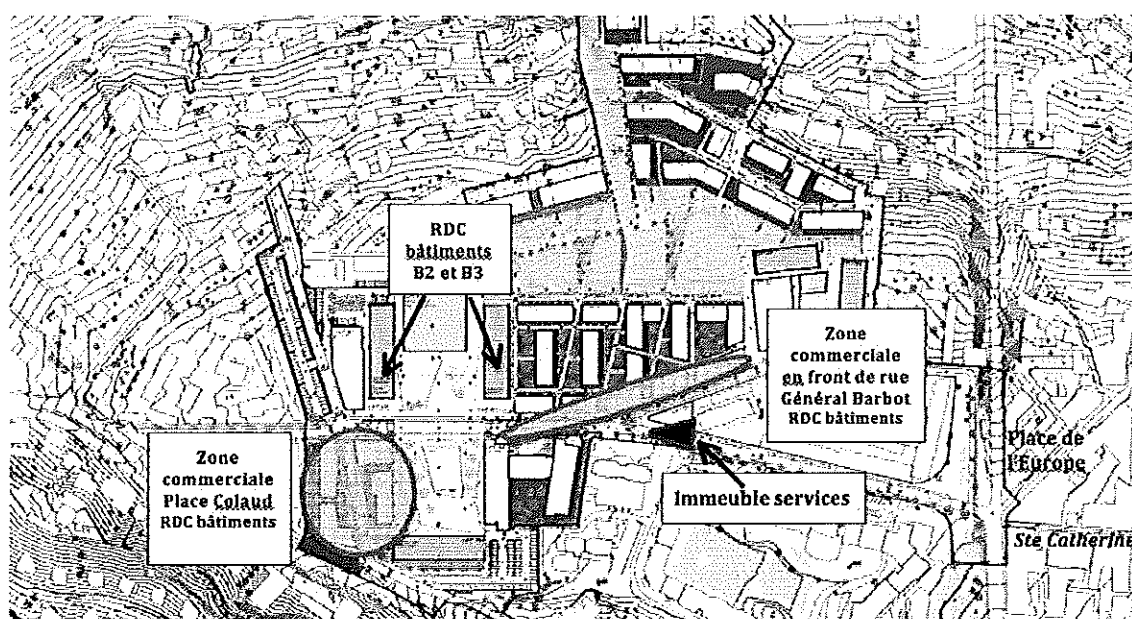 RDC
bâtiments
B2 et B3
Zone
commerciale
en front de rue
Général Barbot
RDC bâtiments
Zone
commerciale
Place Colaud
RDC bâtiments
Immeuble services
Place de
l'Europe
Ste Catherine